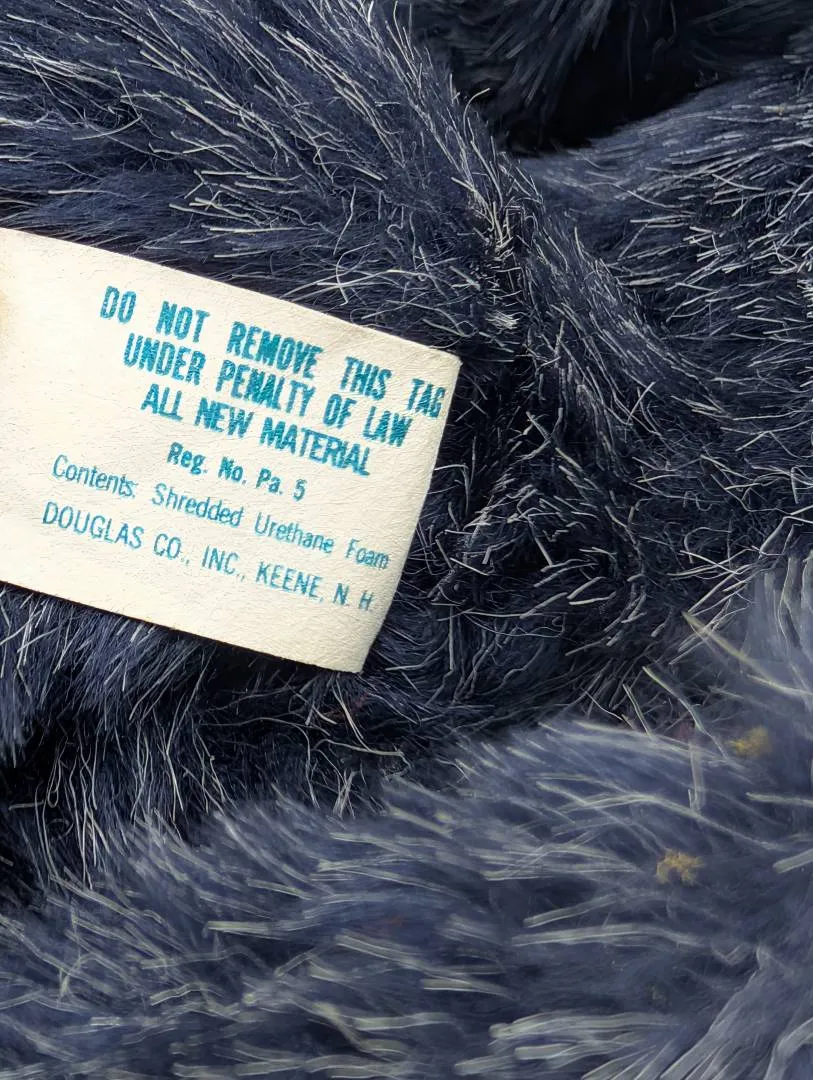 DO NOT REMOVE THIS TAG
UNDER PENALTY OF LAW
ALL NEW MATERIAL
Reg. No. Pa. 5
Contents: Shredded Urethane Foam
DOUGLAS CO., INC., KEENE, N. H.